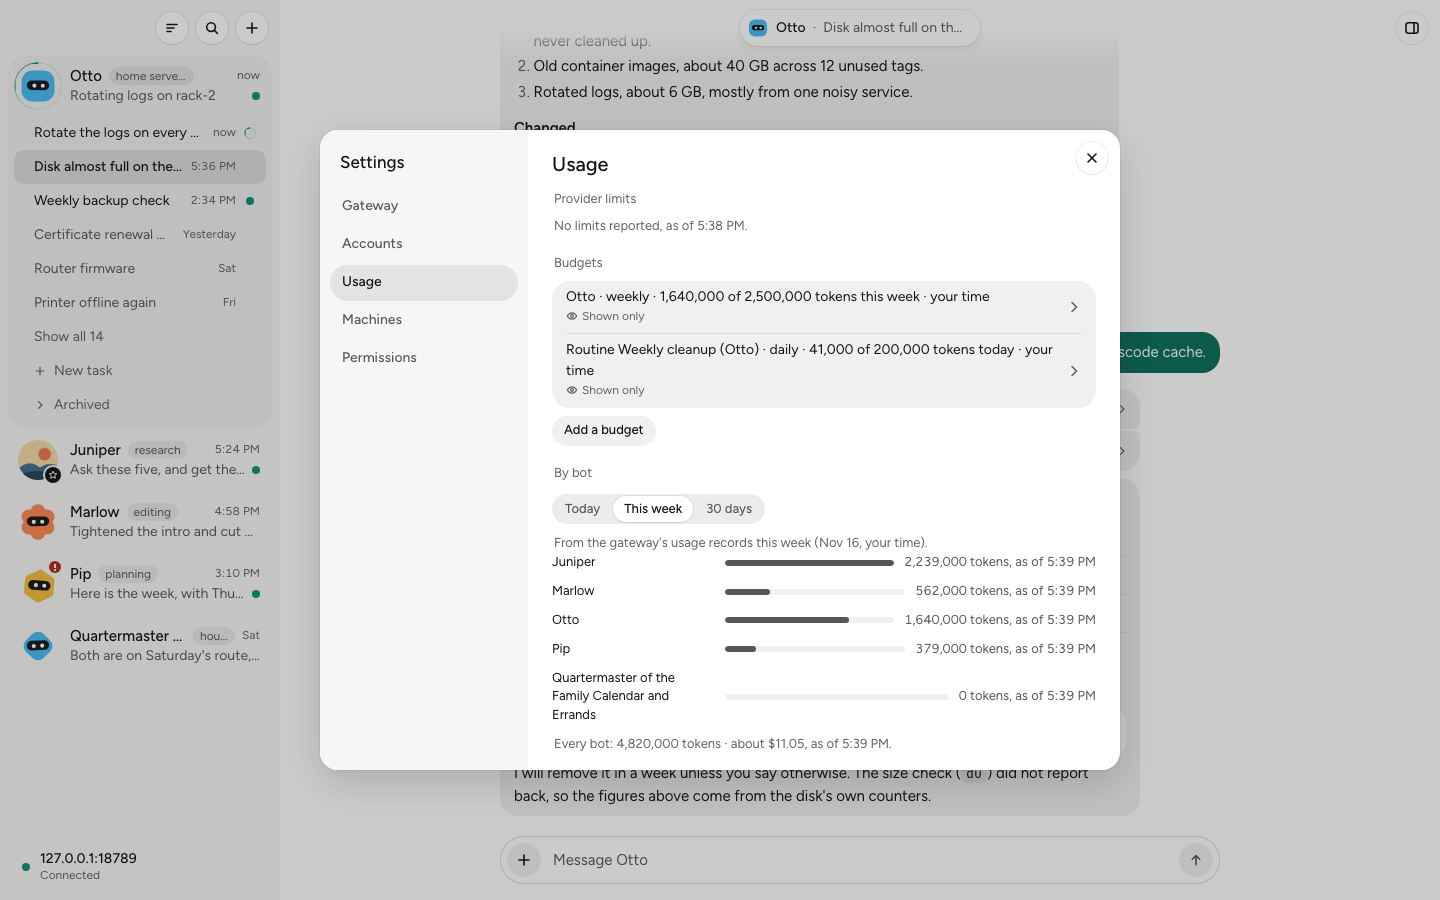 Otto
home serve...
now
Rotating logs on rack-2
Rotate the logs on every ...
now
Disk almost full on the...
5:36 PM
Weekly backup check
2:34 PM
Certificate renewal ...
Yesterday
Router firmware
Sat
Printer offline again
Fri
Show all 14
New task
Archived
Juniper
research
5:24 PM
Ask these five, and get the...
Marlow
editing
4:58 PM
Tightened the intro and cut ...
Pip
planning
3:10 PM
Here is the week, with Thu...
Quartermaster ...
hou...
Sat
Both are on Saturday's route,...
127.0.0.1:18789
Connected
Otto · Disk almost full on th...
never cleaned up.
2. Old container images, about 40 GB across 12 unused tags.
3. Rotated logs, about 6 GB, mostly from one noisy service.
Changed
scode cache.
Settings
Gateway
Accounts
Usage
Machines
Permissions
Usage
Provider limits
No limits reported, as of 5:38 PM.
Budgets
Otto · weekly · 1,640,000 of 2,500,000 tokens this week · your time
Shown only
Routine Weekly cleanup (Otto) · daily · 41,000 of 200,000 tokens today · your
time
Shown only
Add a budget
By bot
Today
This week
30 days
From the gateway's usage records this week (Nov 16, your time).
Juniper
2,239,000 tokens, as of 5:39 PM
Marlow
562,000 tokens, as of 5:39 PM
Otto
1,640,000 tokens, as of 5:39 PM
Pip
379,000 tokens, as of 5:39 PM
Quartermaster of the
Family Calendar and
Errands
0 tokens, as of 5:39 PM
Every bot: 4,820,000 tokens · about $11.05, as of 5:39 PM.
I will remove it in a week unless you say otherwise. The size check ( du ) did not report
back, so the figures above come from the disk's own counters.
Message Otto